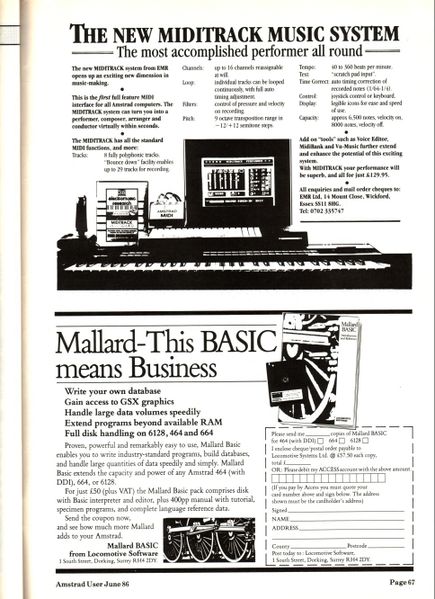 THE NEW MIDITRACK MUSIC SYSTEM
The most accomplished performer all round
The new MIDITRACK system from EMR
opens up an exciting new dimension in
music-making.
This is the first full feature MIDI
interface for all Amstrad computers. The
MIDITRACK system can turn you into a
performer, composer, arranger and
conductor virtually within seconds.
The MIDITRACK has all the standard
MIDI functions, and more:
Tracks: 8 fully polyphonic tracks.
"Bounce down" facility enables
up to 29 tracks for recording.
Channels: up to 16 channels reassignable
at will.
Loop: individual tracks can be looped
continuously, with full auto
timing adjustment.
Filters: control of pressure and velocity
on recording.
Pitch: 9 octave transposition range in
-12/+12 semitone steps.
Tempo: 40 to 360 beats per minute.
Text: "scratch pad input".
Time Correct: auto timing correction of
recorded notes (1/64-1/4).
Control: joystick control or keyboard.
Display: legible icons for ease and speed
of use.
Capacity: approx 6,500 notes, velocity on,
8000 notes, velocity off.
Add on "tools" such as Voice Editor,
MidiBank and Vu-Music further extend
and enhance the potential of this exciting
system.
With MIDITRACK your performance will
be superb, and all for just £129.95.
All enquiries and mail order cheques to:
EMR Ltd, 14 Mount Close, Wickford,
Essex SS11 8HG.
Tel: 0702 335747
AMSTRAD
MIDI
MIDITRACK
Mallard-This BASIC
means Business
Write your own database
Gain access to GSX graphics
Handle large data volumes speedily
Extend programs beyond available RAM
Full disk handling on 6128, 464 and 664
Proven, powerful and remarkably easy to use, Mallard Basic
enables you to write industry-standard programs, build databases,
and handle large quantities of data speedily and simply. Mallard
Basic extends the capacity and power of any Amstrad 464 (with
DDI), 664, or 6128.
For just £50 (plus VAT) the Mallard Basic pack comprises disk
with Basic interpreter and editor, plus 400pp manual with tutorial,
specimen programs, and complete language reference data.
Send the coupon now,
and see how much more Mallard
adds to your Amstrad.
Mallard BASIC
from Locomotive Software
1 South Street, Dorking, Surrey RH4 2DY.
Mallard
BASIC
Please send me copies of Mallard BASIC
for 464 (with DDI) 664 6128
I enclose cheque/postal order payable to
Locomotive Systems Ltd. @ £57.50 each copy,
total £
OR: Please debit my ACCESS account with the above amount.
(If you pay by Access you must quote your
card number above and sign below. The address
shown must be the cardholder's address)
Signed
NAME
ADDRESS
County Postcode
Post today to: Locomotive Software,
1 South Street, Dorking, Surrey RH4 2DY.
Amstrad User June 86
Page 67